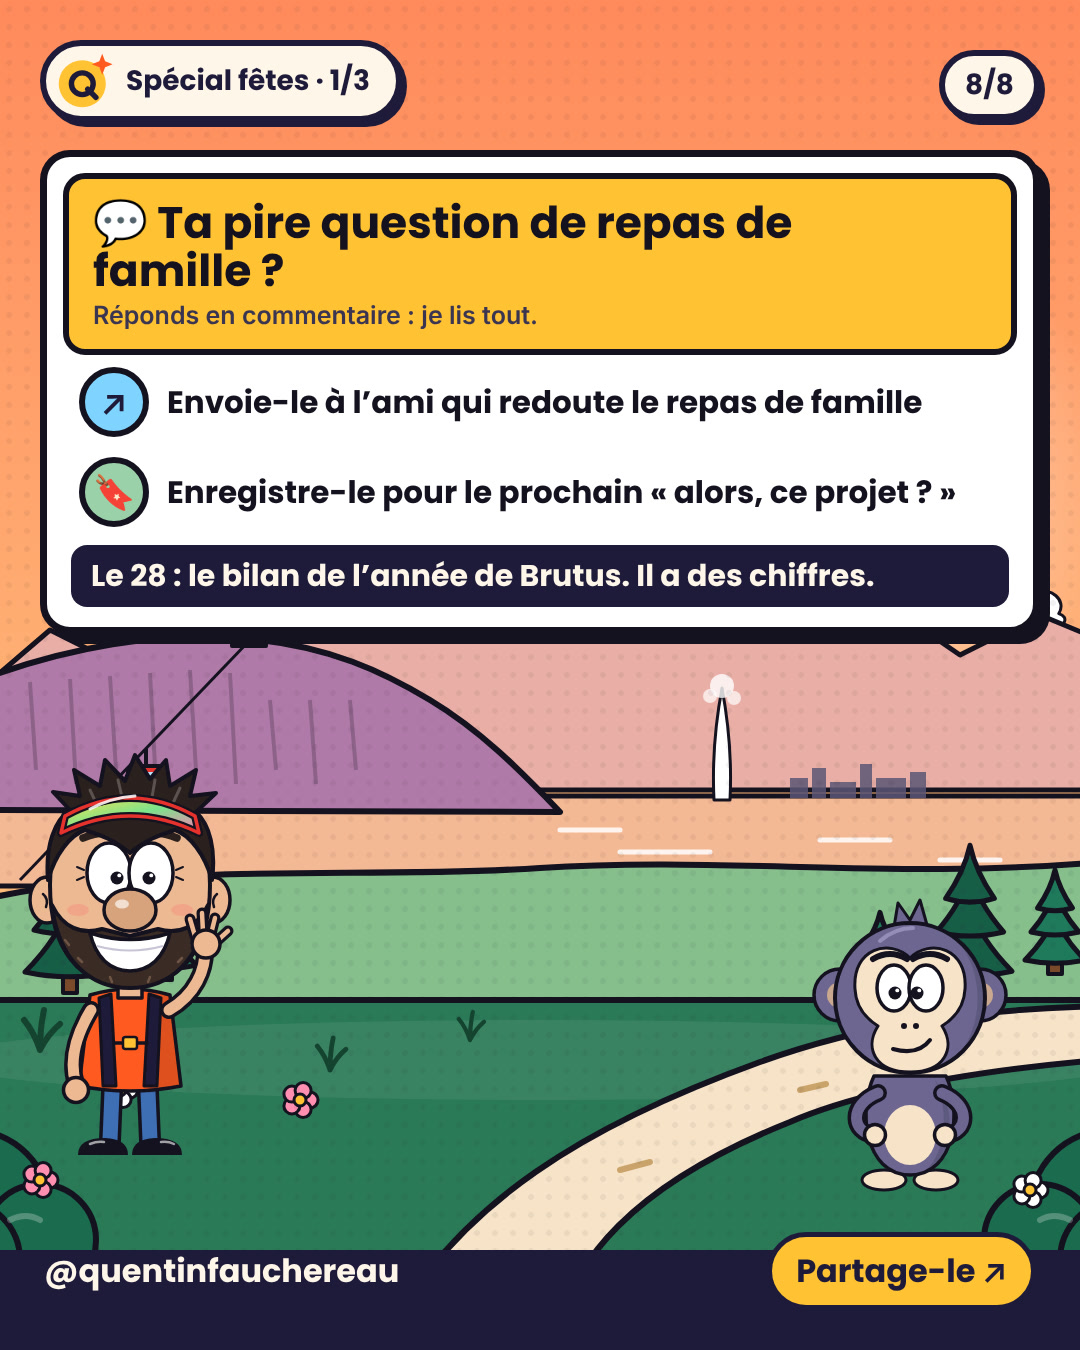 Q Spécial fêtes · 1/3
8/8
💬 Ta pire question de repas de
famille ?
Réponds en commentaire : je lis tout.
Envoie-le à l’ami qui redoute le repas de famille
Enregistre-le pour le prochain « alors, ce projet ? »
Le 28 : le bilan de l’année de Brutus. Il a des chiffres.
@quentinfauchereau
Partage-le ↗